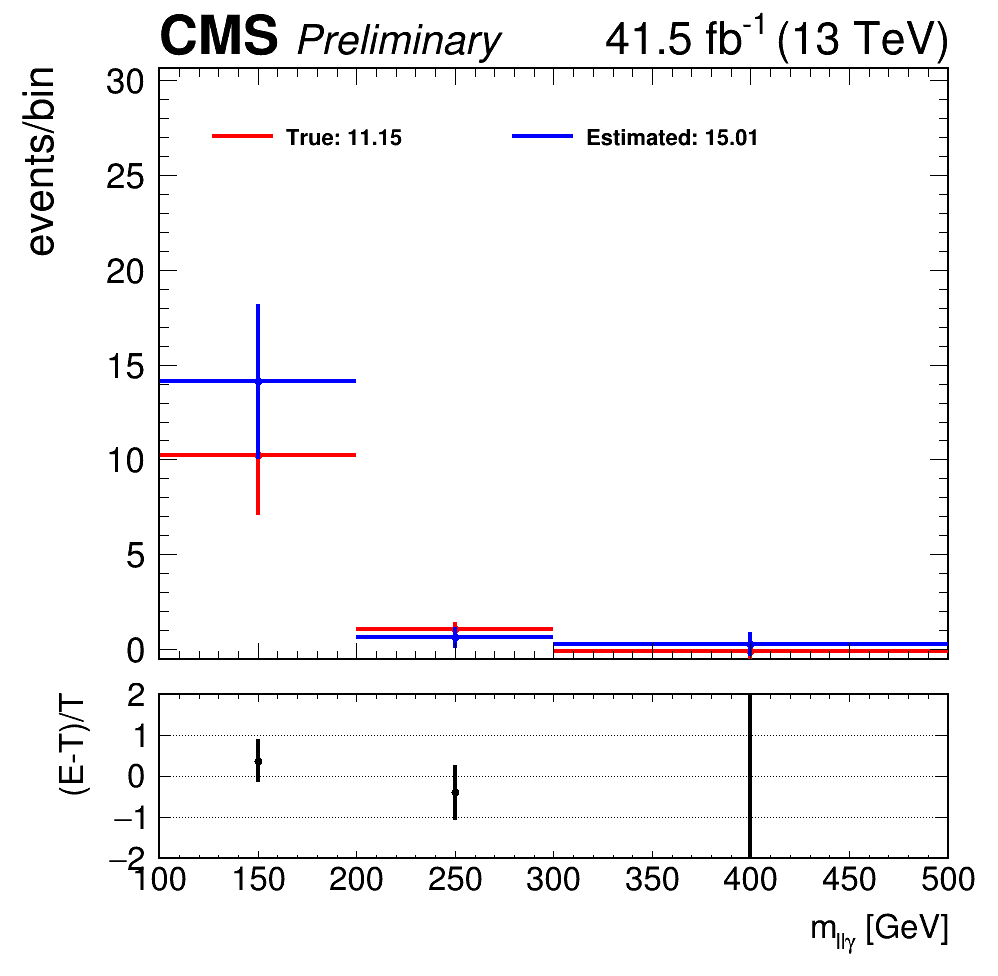 CMS Preliminary 41.5 fb⁻¹ (13 TeV)
events/bin
30
True: 11.15 Estimated: 15.01
25
20
15
10
5
0
(E-T)/T
2
1
0
−1
−2
100 150 200 250 300 350 400 450 500
m_llγ [GeV]